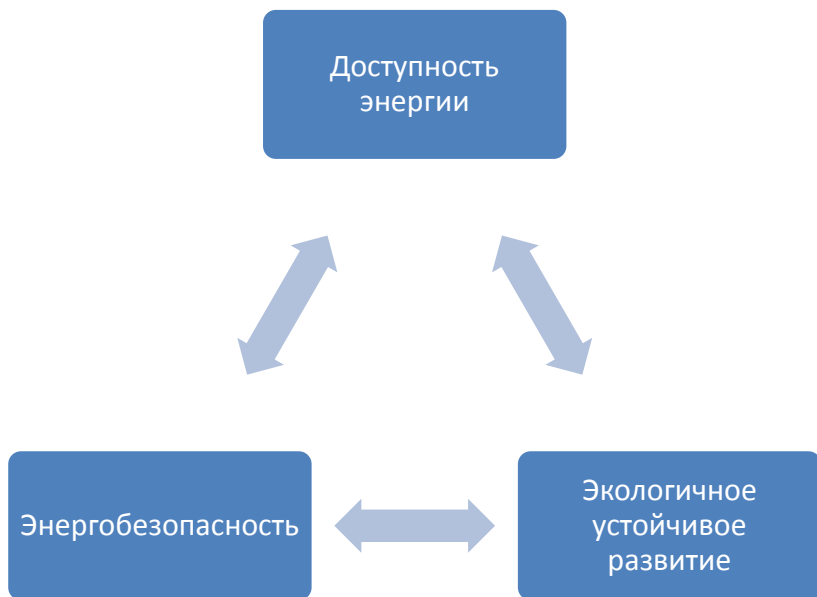 Доступность
энергии
Энергобезопасность
Экологичное
устойчивое
развитие